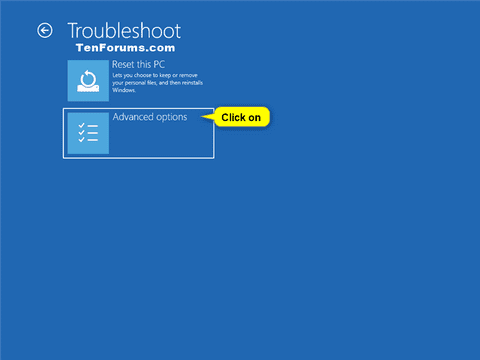 Troubleshoot
TenForums.com
Reset this PC
Lets you choose to keep or remove
your personal files, and then reinstalls
Windows.
Advanced options
Click on